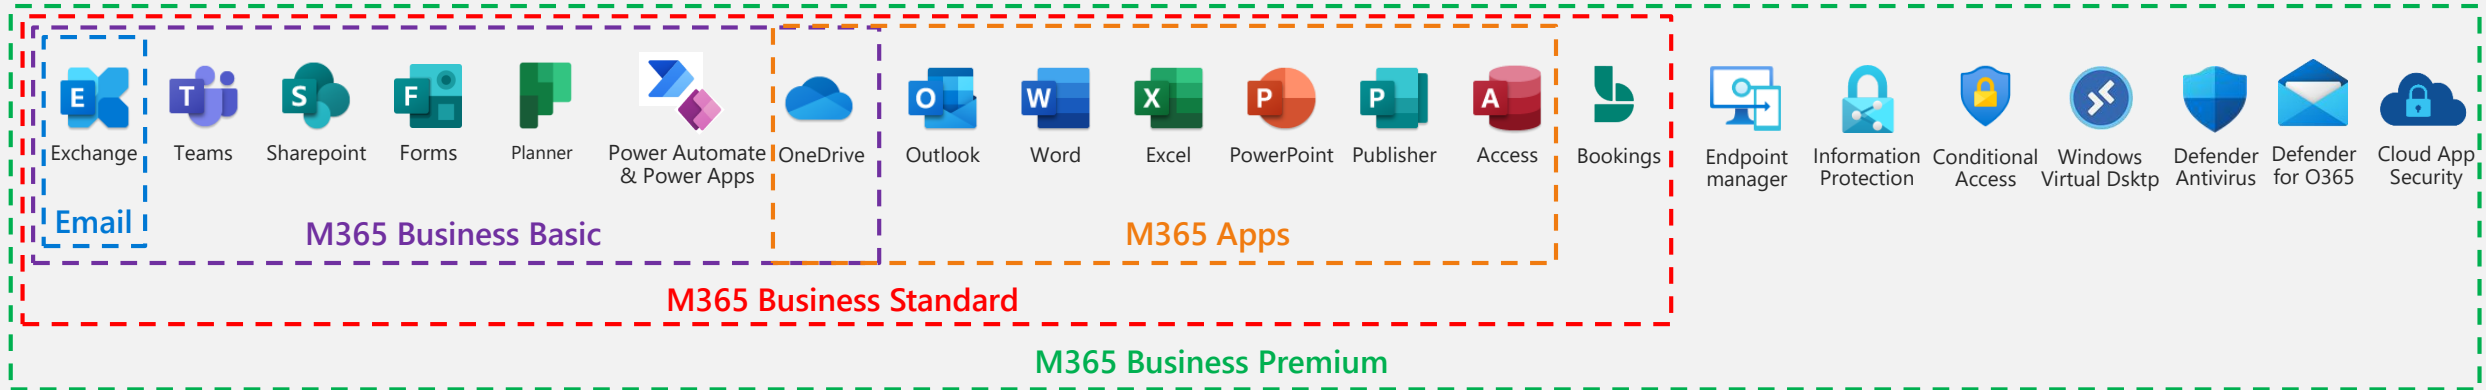 E
T
S
F
O
W
X
P
P
A
Exchange
Teams
Sharepoint
Forms
Planner
Power Automate
& Power Apps
OneDrive
Outlook
Word
Excel
PowerPoint
Publisher
Access
Bookings
Endpoint
manager
Information
Protection
Conditional
Access
Windows
Virtual Dsktp
Defender
Antivirus
Defender
for O365
Cloud App
Security
Email
M365 Business Basic
M365 Apps
M365 Business Standard
M365 Business Premium